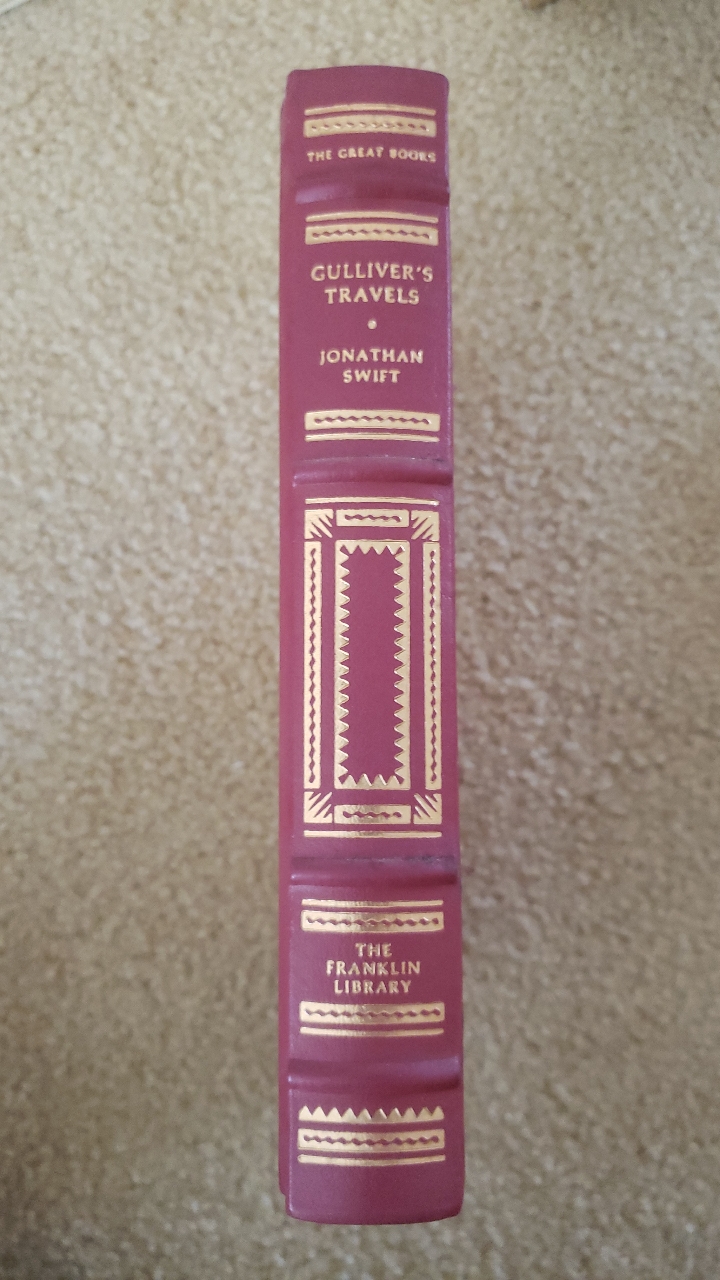 THE GREAT BOOKS
GULLIVER'S
TRAVELS
JONATHAN
SWIFT
THE
FRANKLIN
LIBRARY